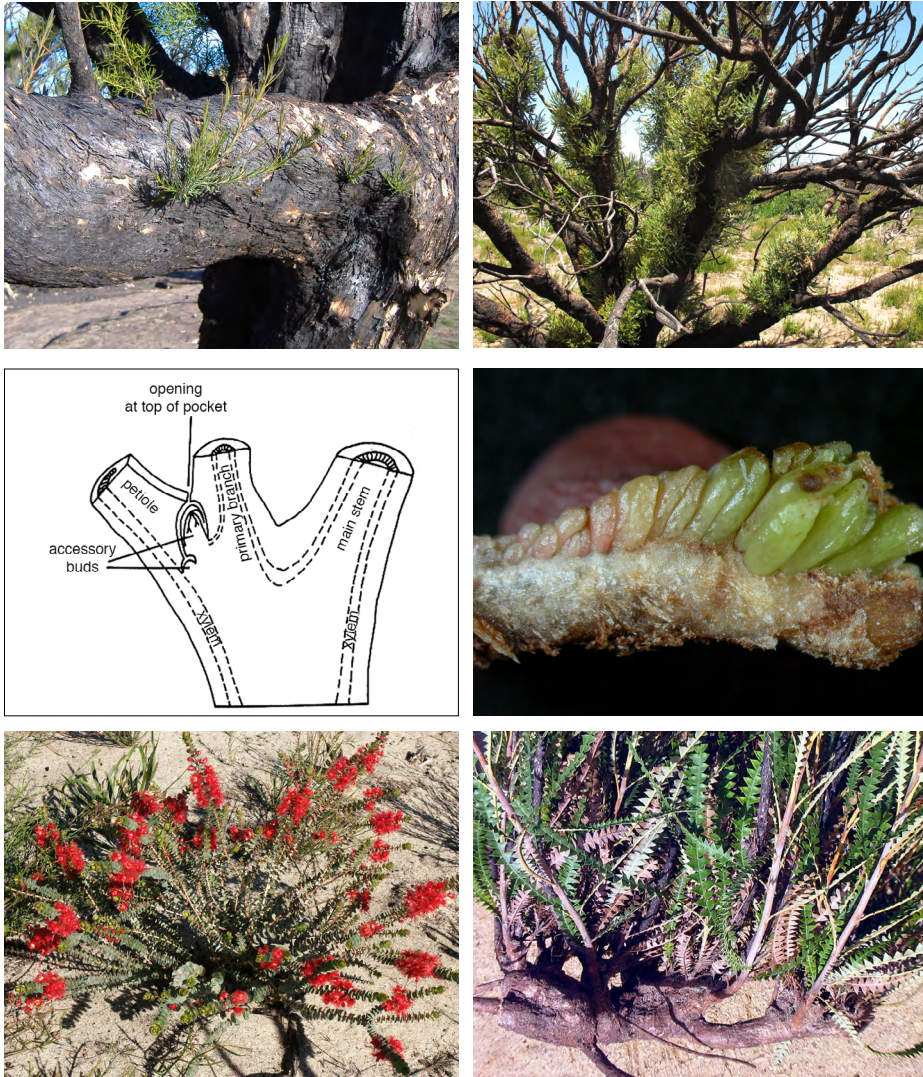 opening
at top of pocket
petiole
primary branch
main stem
accessory
buds
xylem
xylem